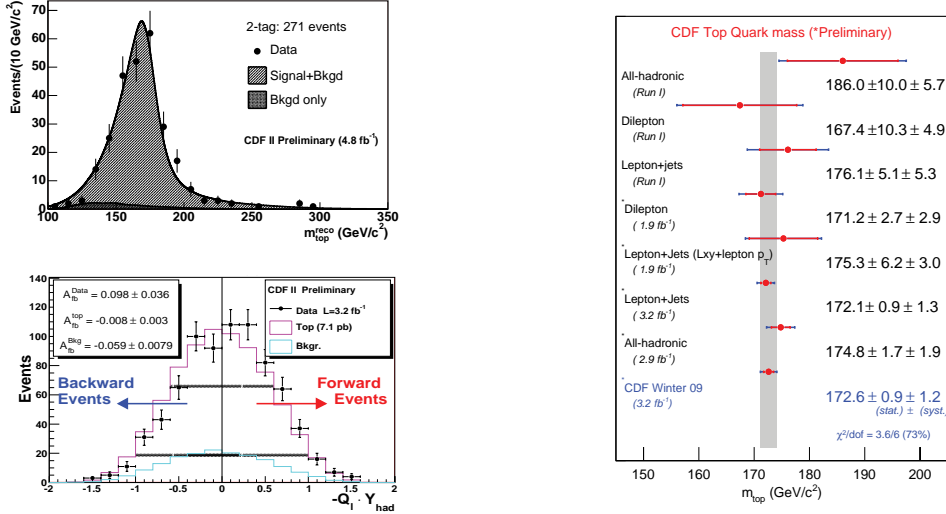 Events/(10 GeV/c²)
70
60
50
40
30
20
10
0
2-tag: 271 events
Data
Signal+Bkgd
Bkgd only
CDF II Preliminary (4.8 fb⁻¹)
100 150 200 250 300 350
m_top^reco (GeV/c²)
Events
140
120
100
80
60
40
20
0
A_fb^Data = 0.098 ± 0.036
A_fb^top = -0.008 ± 0.003
A_fb^Bkg = -0.059 ± 0.0079
CDF II Preliminary
Data L=3.2 fb⁻¹
Top (7.1 pb)
Bkgr.
Backward
Events
Forward
Events
-2 -1.5 -1 -0.5 0 0.5 1 1.5 2
-Q_l · Y_had
CDF Top Quark mass (*Preliminary)
All-hadronic
(Run I)
186.0 ±10.0 ± 5.7
Dilepton
(Run I)
167.4 ±10.3 ± 4.9
Lepton+jets
(Run I)
176.1 ± 5.1 ± 5.3
*Dilepton
( 1.9 fb⁻¹)
171.2 ± 2.7 ± 2.9
*Lepton+Jets (Lxy+lepton p_T)
( 1.9 fb⁻¹)
175.3 ± 6.2 ± 3.0
*Lepton+Jets
( 3.2 fb⁻¹)
172.1 ± 0.9 ± 1.3
*All-hadronic
( 2.9 fb⁻¹)
174.8 ± 1.7 ± 1.9
*CDF Winter 09
(3.2 fb⁻¹)
172.6 ± 0.9 ± 1.2
(stat.) ± (syst.
χ²/dof = 3.6/6 (73%)
150 160 170 180 190 200
m_top (GeV/c²)